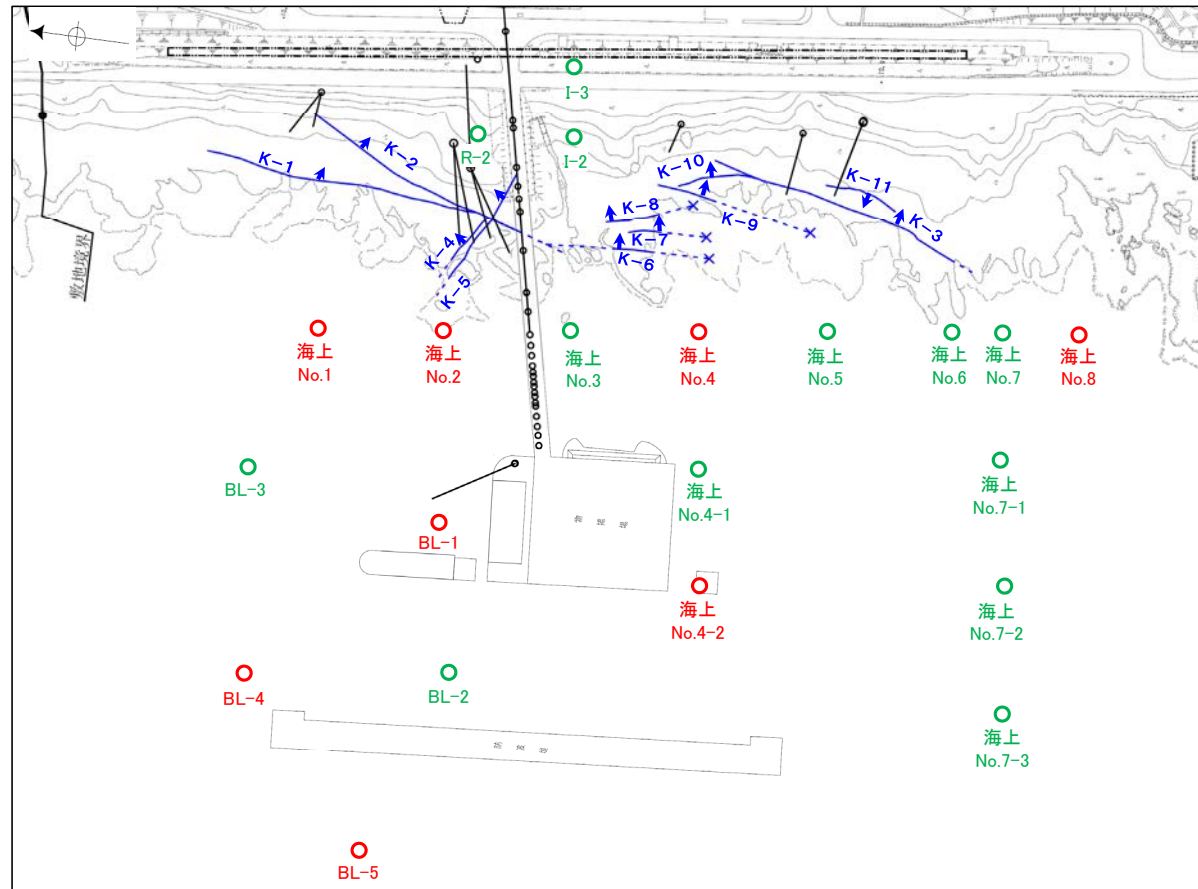 I-3
R-2
I-2
K-1
K-2
K-10
K-11
K-8
K-9
K-7
K-3
K-4
K-6
K-5
敷地境界
海上
No.1
海上
No.2
海上
No.3
海上
No.4
海上
No.5
海上
No.6
海上
No.7
海上
No.8
BL-3
海上
No.4-1
海上
No.7-1
BL-1
海上
No.4-2
海上
No.7-2
BL-4
BL-2
海上
No.7-3
BL-5